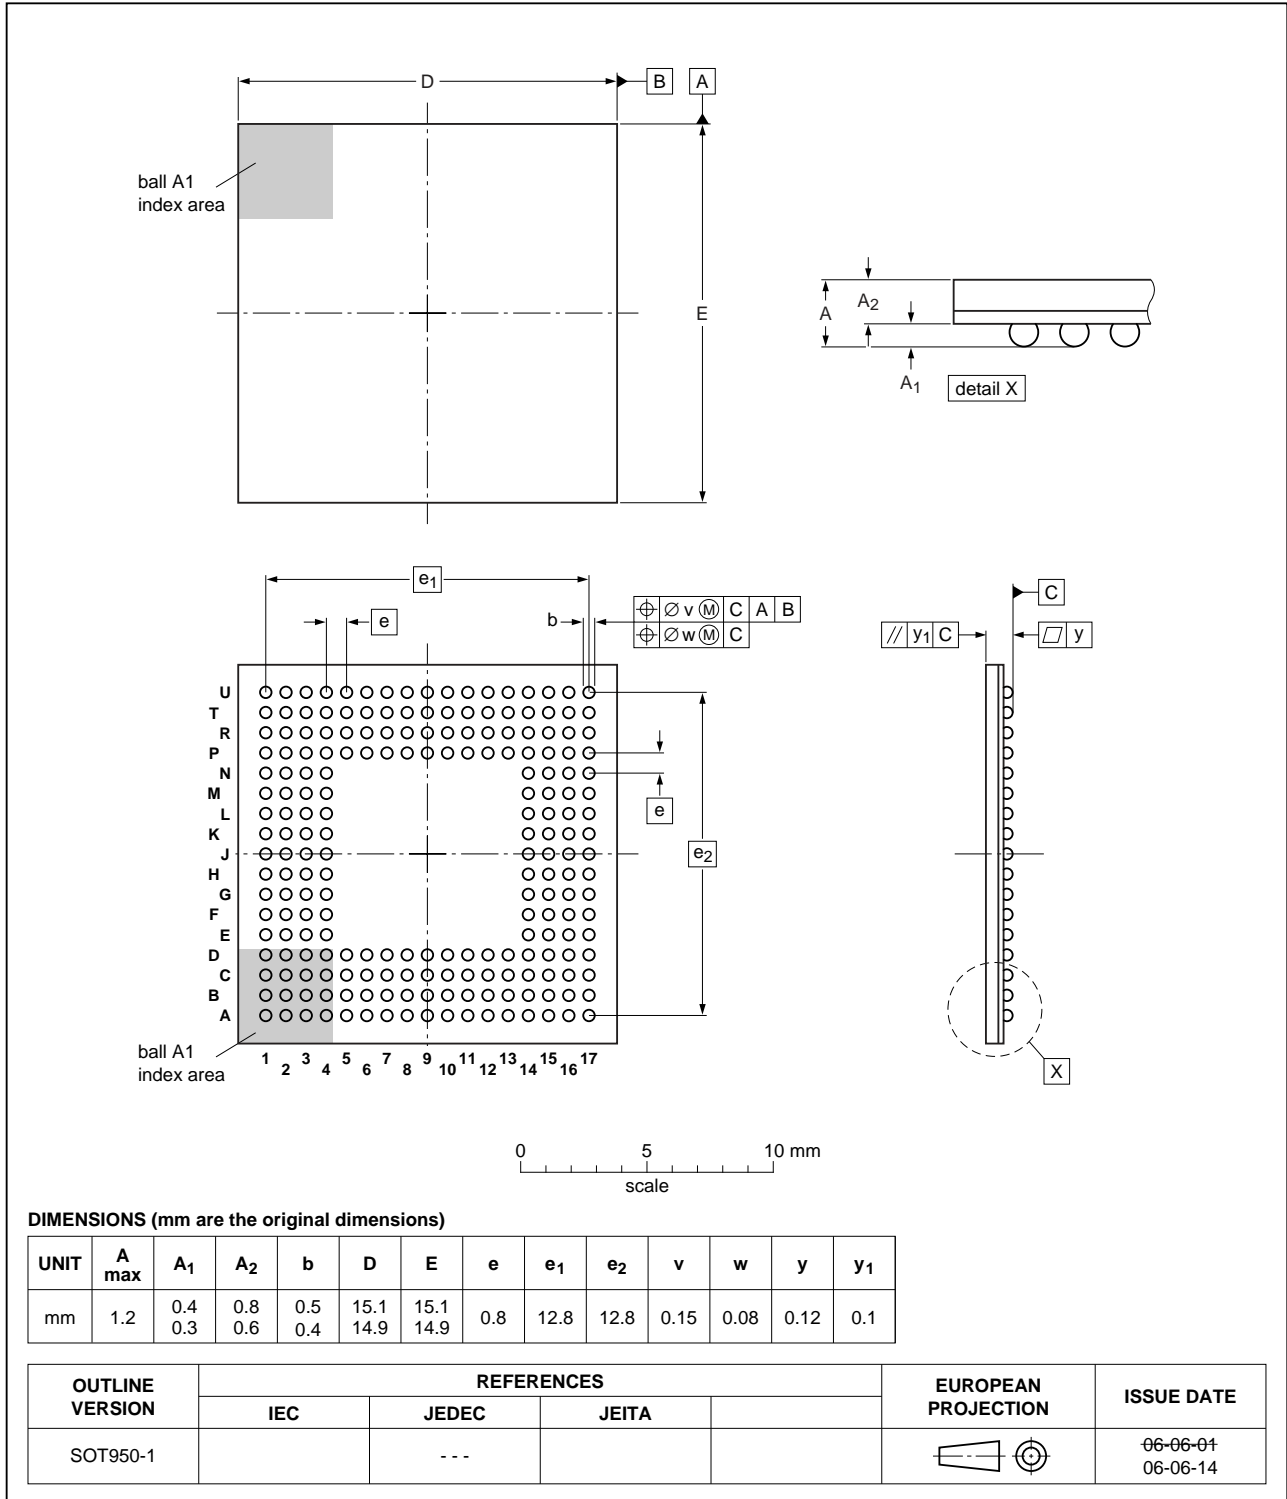 D
B A
ball A1
index area
E
A
A2
A1
detail X
e1
e
b
⌖ ∅ v Ⓜ C A B
⌖ ∅ w Ⓜ C
C
// y1 C
▱ y
U
T
R
P
N
M
L
K
J
H
G
F
E
D
C
B
A
e
e2
ball A1
index area
1 2 3 4 5 6 7 8 9 10 11 12 13 14 15 16 17
X
0 5 10 mm
scale
DIMENSIONS (mm are the original dimensions)
UNIT A max A1 A2 b D E e e1 e2 v w y y1
mm 1.2 0.4 0.3 0.8 0.6 0.5 0.4 15.1 14.9 15.1 14.9 0.8 12.8 12.8 0.15 0.08 0.12 0.1
OUTLINE VERSION REFERENCES EUROPEAN PROJECTION ISSUE DATE
IEC JEDEC JEITA
SOT950-1 - - - 06-06-01
06-06-14